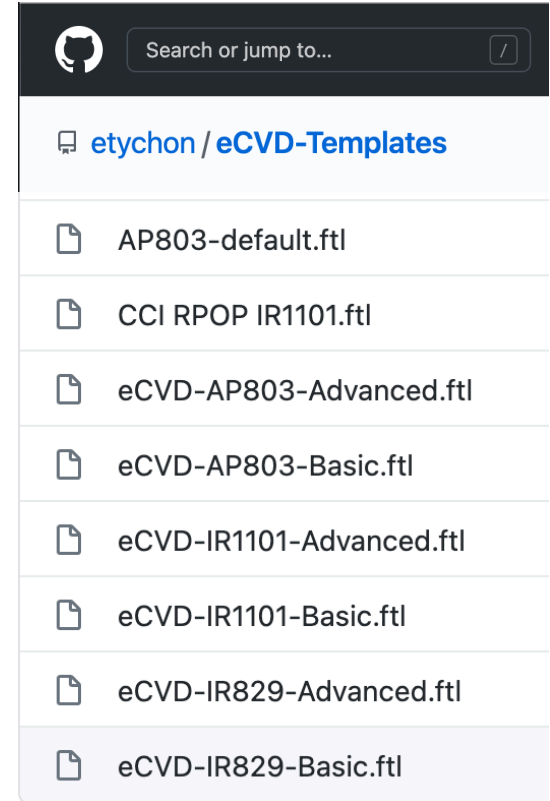 Search or jump to... /
etychon / eCVD-Templates
AP803-default.ftl
CCI RPOP IR1101.ftl
eCVD-AP803-Advanced.ftl
eCVD-AP803-Basic.ftl
eCVD-IR1101-Advanced.ftl
eCVD-IR1101-Basic.ftl
eCVD-IR829-Advanced.ftl
eCVD-IR829-Basic.ftl